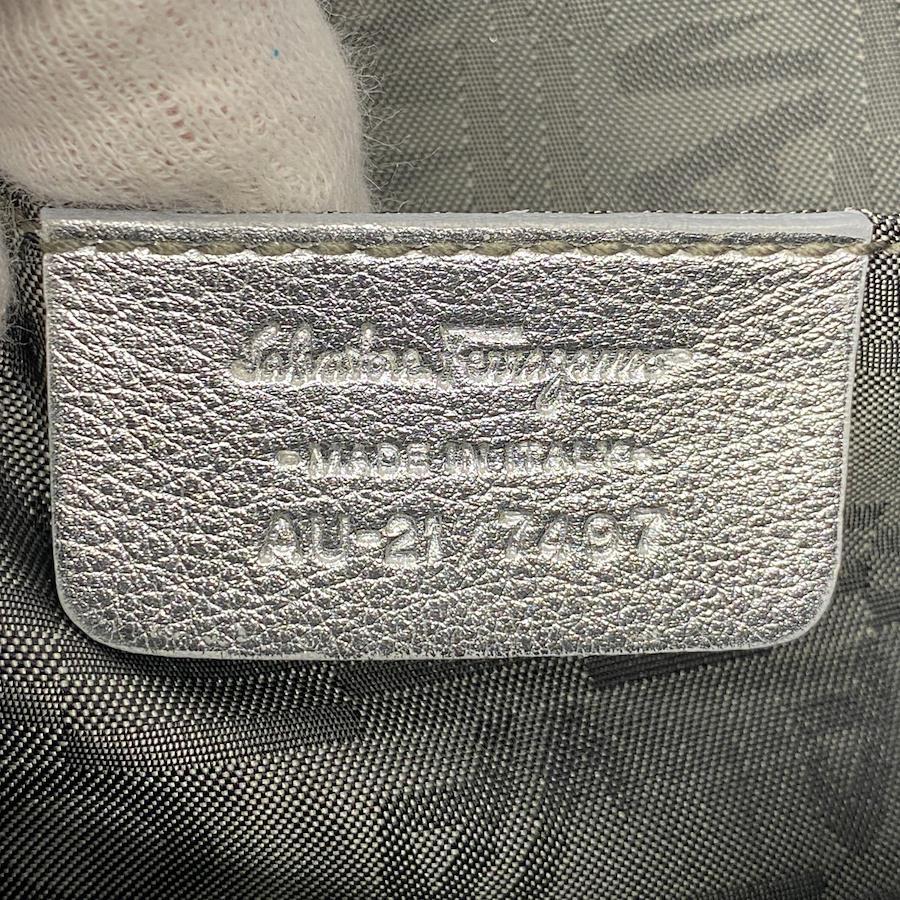 Salvatore Ferragamo
-MADE IN ITALY-
AU-21 7497